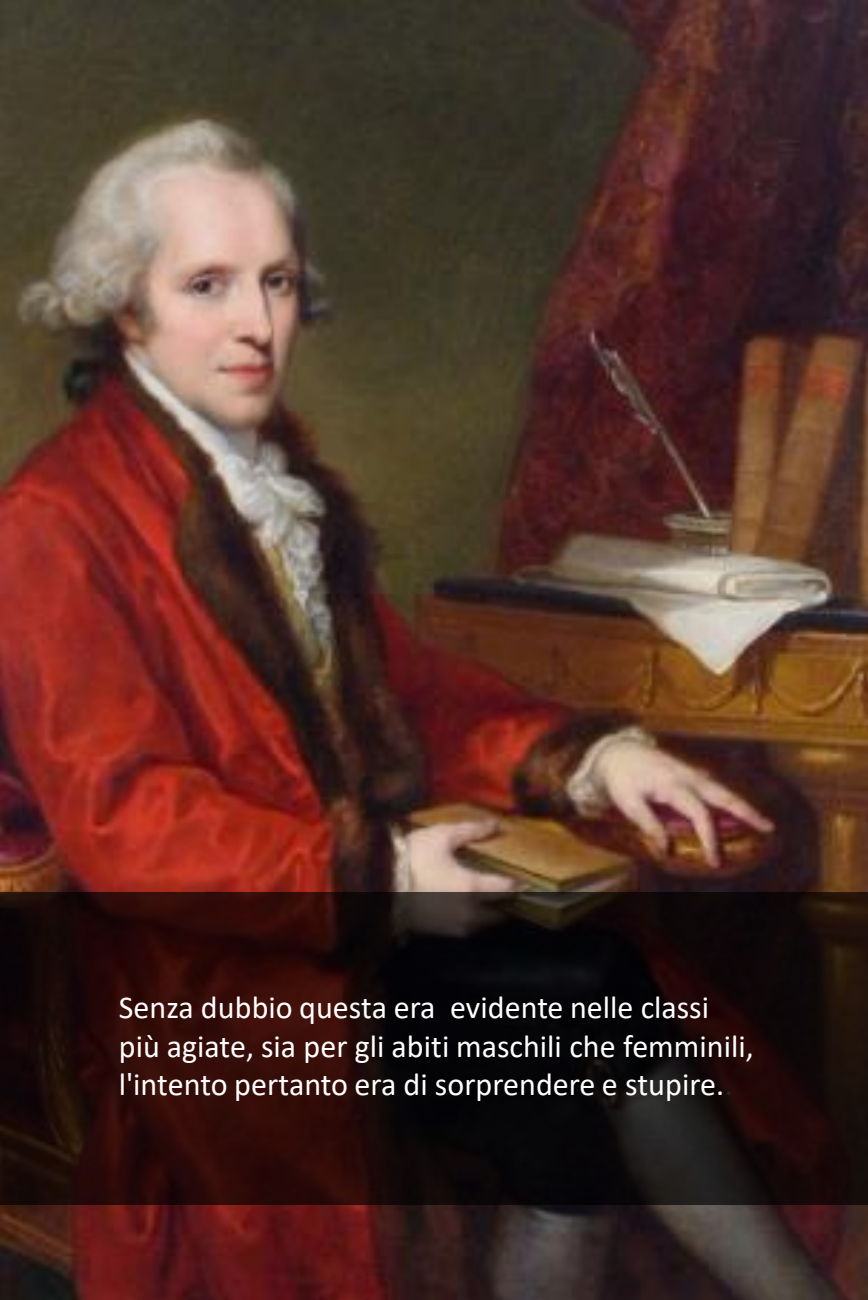 Senza dubbio questa era  evidente nelle classi
più agiate, sia per gli abiti maschili che femminili,
l'intento pertanto era di sorprendere e stupire.